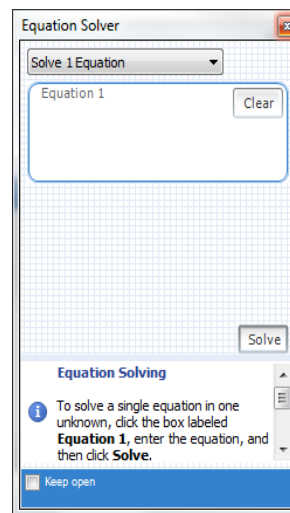 Equation Solver
Solve 1 Equation
Equation 1
Clear
Solve
Equation Solving
To solve a single equation in one
unknown, click the box labeled
Equation 1, enter the equation, and
then click Solve.
Keep open